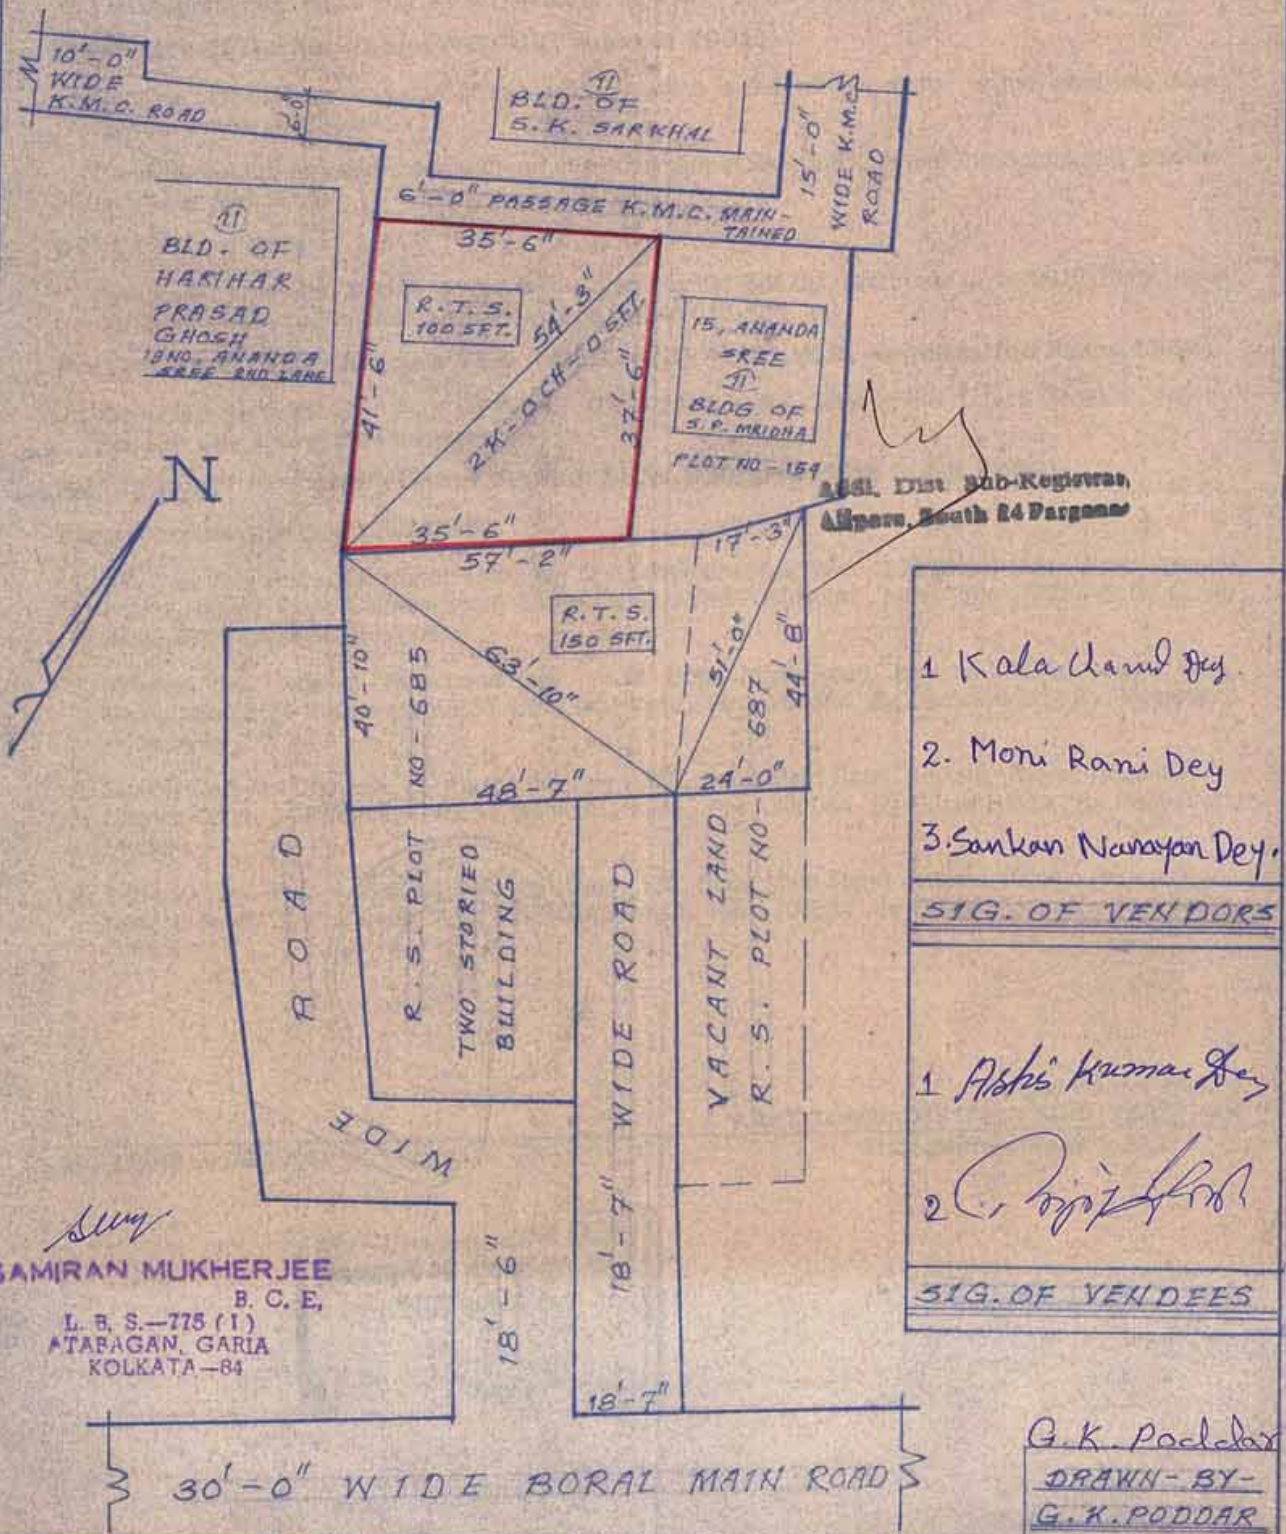 10'-0"
WIDE
K.M.C. ROAD
6'-0"
II
BLD. OF
S.K. SARKHAL
15'-0"
WIDE K.M.C.
ROAD
6'-0" PASSAGE K.M.C. MAIN-
TAINED
II
BLD. OF
HARIHAR
PRASAD
GHOSH
ANANDA
SREE 2ND LANE
35'-6"
R.T.S.
100 SFT.
54'-3"
2K-0CH-0SFT.
41'-6"
37'-6"
35'-6"
15, ANANDA
SREE
II
BLDG OF
S.P. MRIDHA
PLOT NO-154
N
Addl. Dist Sub-Registrar,
Alipore, South 24 Parganas
57'-2"
17'-3"
R.T.S.
150 SFT.
63'-10"
51'-0"
44'-8"
40'-10"
48'-7"
24'-0"
R.S. PLOT NO-685
TWO STORIED
BUILDING
ROAD
WIDE
18'-6"
18'-7" WIDE ROAD
18'-7"
VACANT LAND
R.S. PLOT NO- 687
1 Kala Chand Dey.
2. Moni Rani Dey
3. Sankar Narayan Dey.
SIG. OF VENDORS
1 Ashis Kumar Dey
2
SIG. OF VENDEES
SAMIRAN MUKHERJEE
B. C. E,
L. B, S.—775 (1)
ATABAGAN, GARIA
KOLKATA—84
30'-0" WIDE BORAL MAIN ROAD
G.K. Poddar
DRAWN-BY-
G.K. PODDAR